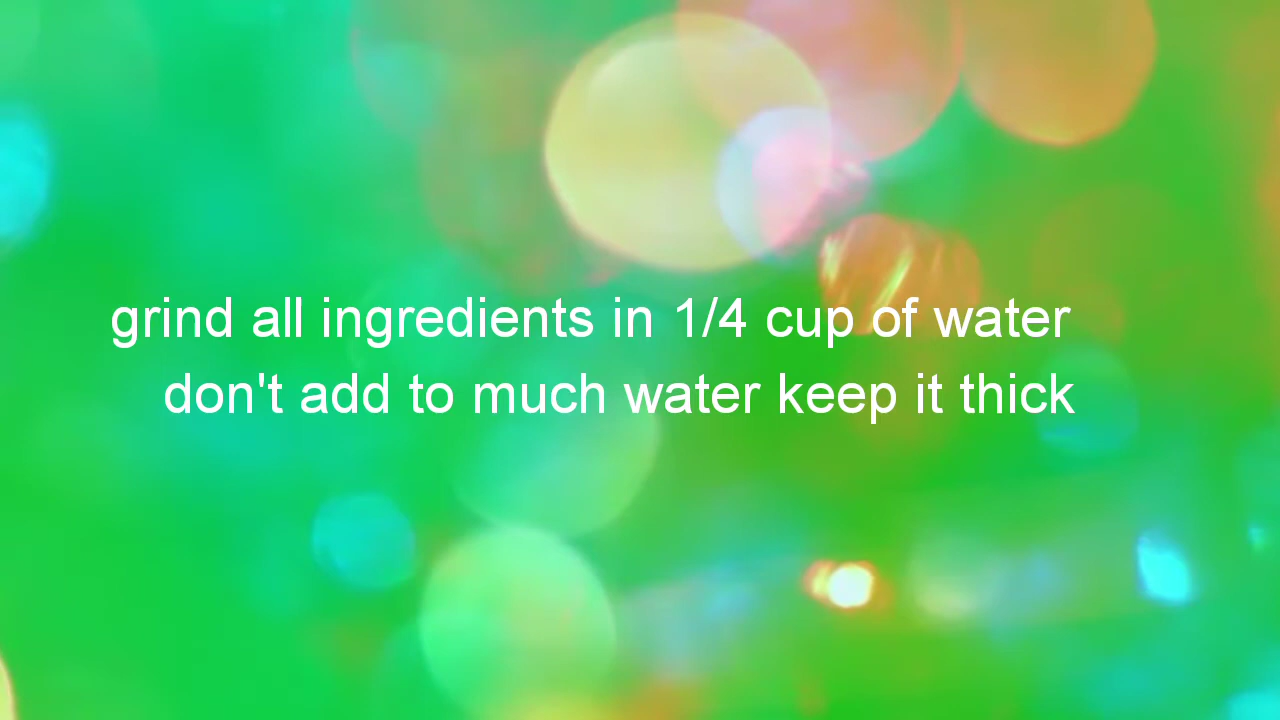 grind all ingredients in 1/4 cup of water
don't add to much water keep it thick